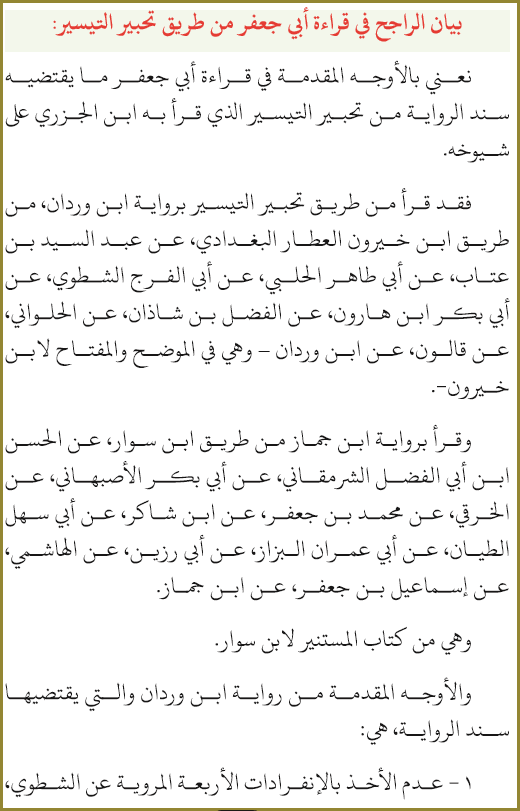 بيان الراجح في قراءة أبي جعفر من طريق تحبير التيسير:
نعني بالأوجه المقدمة في قراءة أبي جعفر ما يقتضيه
سند الرواية من تحبير التيسير الذي قرأ به ابن الجزري على
شيوخه.
فقد قرأ من طريق تحبير التيسير برواية ابن وردان، من
طريق ابن خيرون العطار البغدادي، عن عبد السيد بن
عتاب، عن أبي طاهر الحلبي، عن أبي الفرج الشطوي، عن
أبي بكر ابن هارون، عن الفضل بن شاذان، عن الحلواني،
عن قالون، عن ابن وردان – وهي في الموضح والمفتاح لابن
خيرون-.
وقرأ برواية ابن جماز من طريق ابن سوار، عن الحسن
ابن أبي الفضل الشرمقاني، عن أبي بكر الأصبهاني، عن
الخرقي، عن محمد بن جعفر، عن ابن شاكر، عن أبي سهل
الطيان، عن أبي عمران البزاز، عن أبي رزين، عن الهاشمي،
عن إسماعيل بن جعفر، عن ابن جماز.
وهي من كتاب المستنير لابن سوار.
والأوجه المقدمة من رواية ابن وردان والتي يقتضيها
سند الرواية، هي:
١- عدم الأخذ بالإنفرادات الأربعة المروية عن الشطوي،